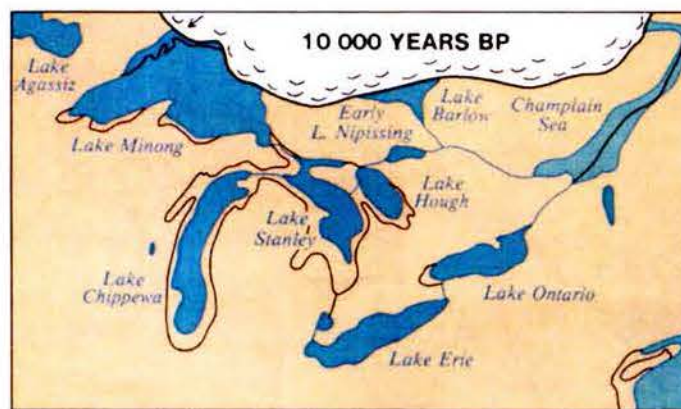 10 000 YEARS BP
Lake
Agassiz
Lake Minong
Early
L. Nipissing
Lake
Barlow
Champlain
Sea
Lake
Hough
Lake
Stanley
Lake
Chippewa
Lake Ontario
Lake Erie